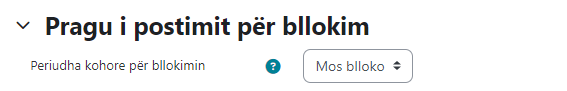 Pragu i postimit për bllokim
Periudha kohore për bllokimin
Mos blloko